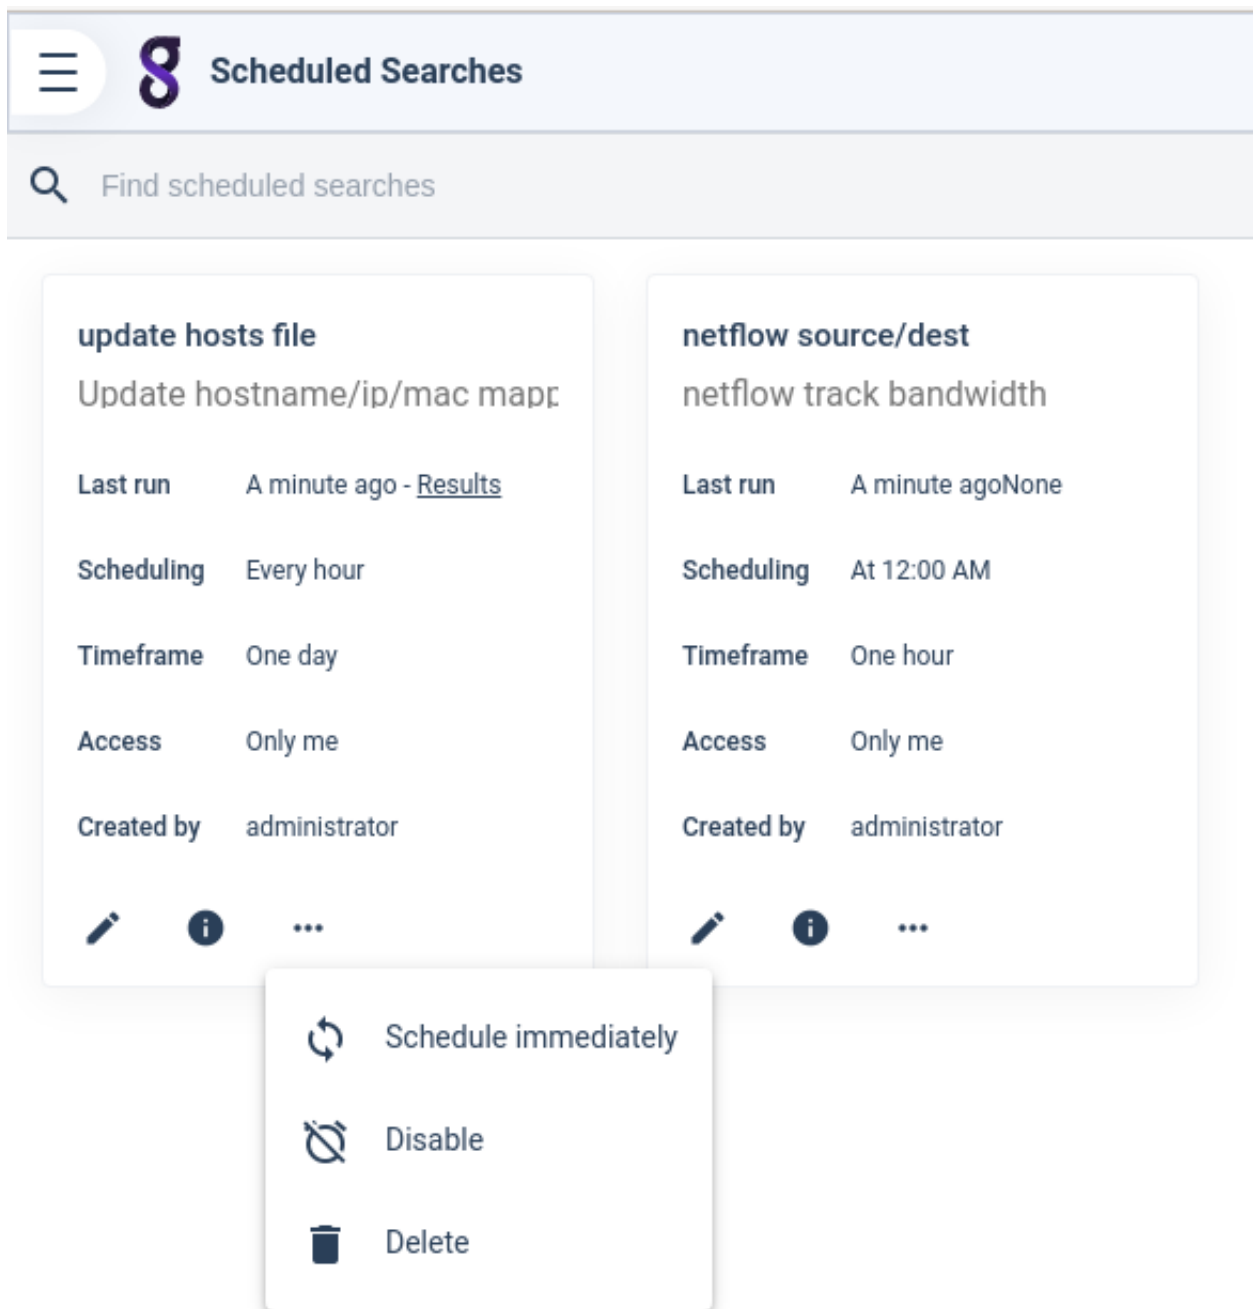 Scheduled Searches
Find scheduled searches
update hosts file
Update hostname/ip/mac mapp
Last run A minute ago - Results
Scheduling Every hour
Timeframe One day
Access Only me
Created by administrator
netflow source/dest
netflow track bandwidth
Last run A minute agoNone
Scheduling At 12:00 AM
Timeframe One hour
Access Only me
Created by administrator
Schedule immediately
Disable
Delete